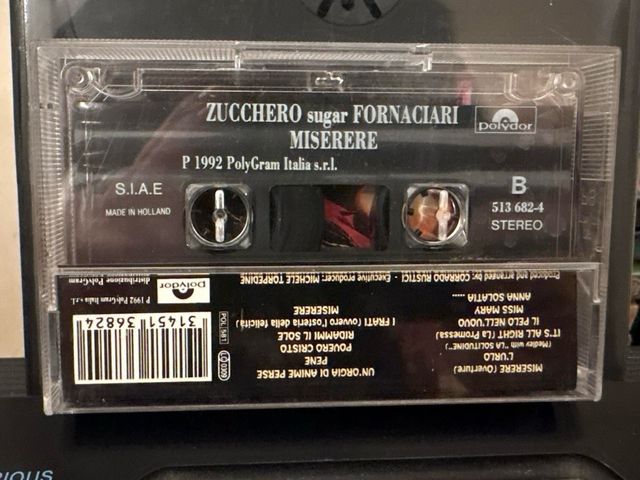 ZUCCHERO sugar FORNACIARI
MISERERE
polydor
P 1992 PolyGram Italia s.r.l.
S.I.A.E
MADE IN HOLLAND
B
513 682-4
STEREO
MISERERE (Overture)
L'URLO
(Medley with "LA SOLITUDINE")
IT'S ALL RIGHT (La Promessa)
IL PELO NELL'UOVO
MISS MARY
ANNA SOLATIA .....
UN'ORGIA DI ANIME PERSE
PENE
POVERO CRISTO
RIDAMMI IL SOLE
I FRATI (ovvero l'osteria della felicità)
MISERERE
Produced and arranged by: CORRADO RUSTICI - Executive producer: MICHELE TORPEDINE
POL 581
31451 36824
polydor
P 1992 PolyGram Italia s.r.l.
distribuzione PolyGram